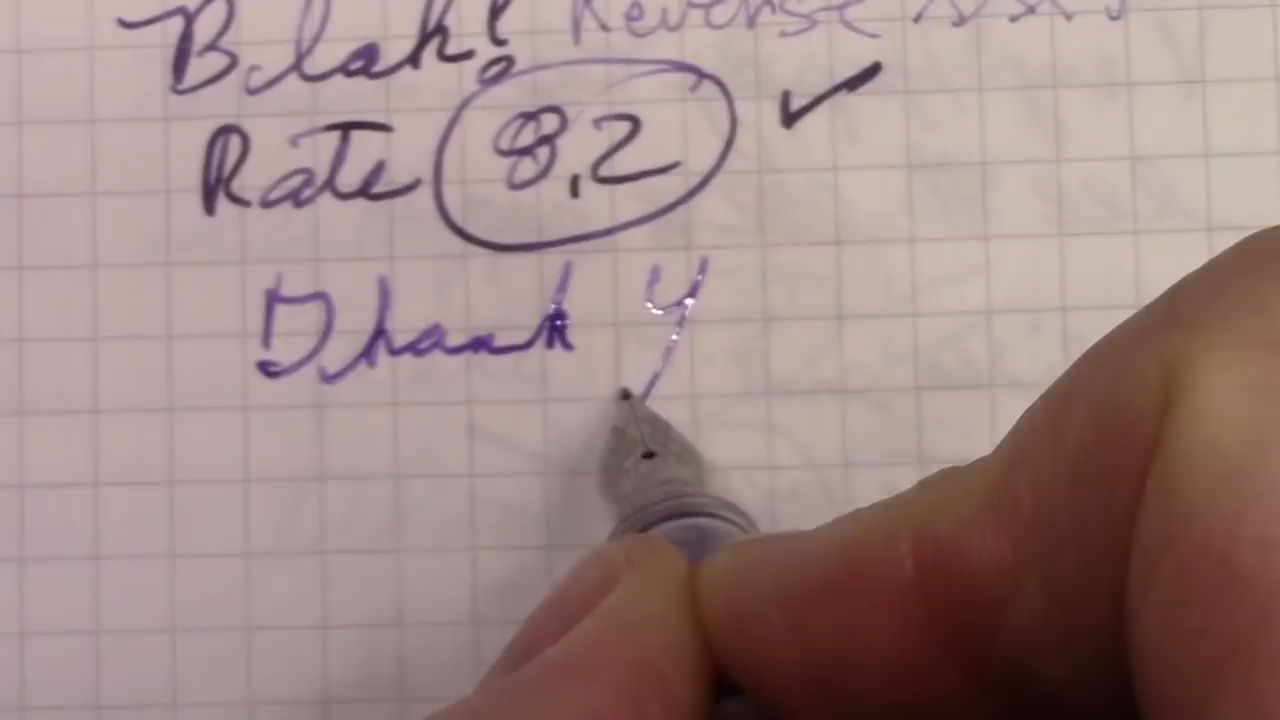 Blah! Reverse
Rate 8,2 ✓
Thank y